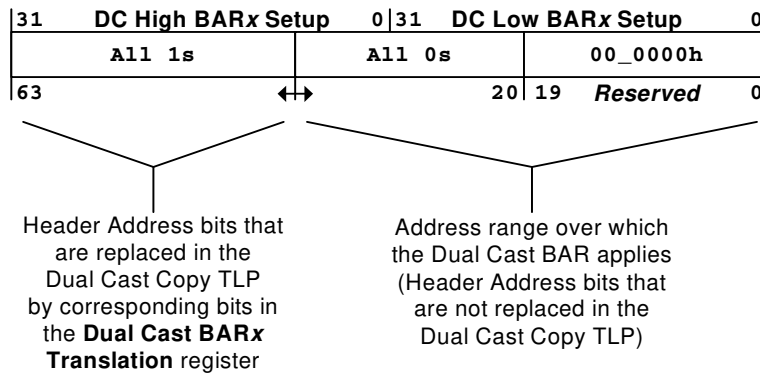 31 DC High BARx Setup 0 31 DC Low BARx Setup 0
All 1s All 0s 00_0000h
63 20 19 Reserved 0
Header Address bits that
are replaced in the
Dual Cast Copy TLP
by corresponding bits in
the Dual Cast BARx
Translation register
Address range over which
the Dual Cast BAR applies
(Header Address bits that
are not replaced in the
Dual Cast Copy TLP)